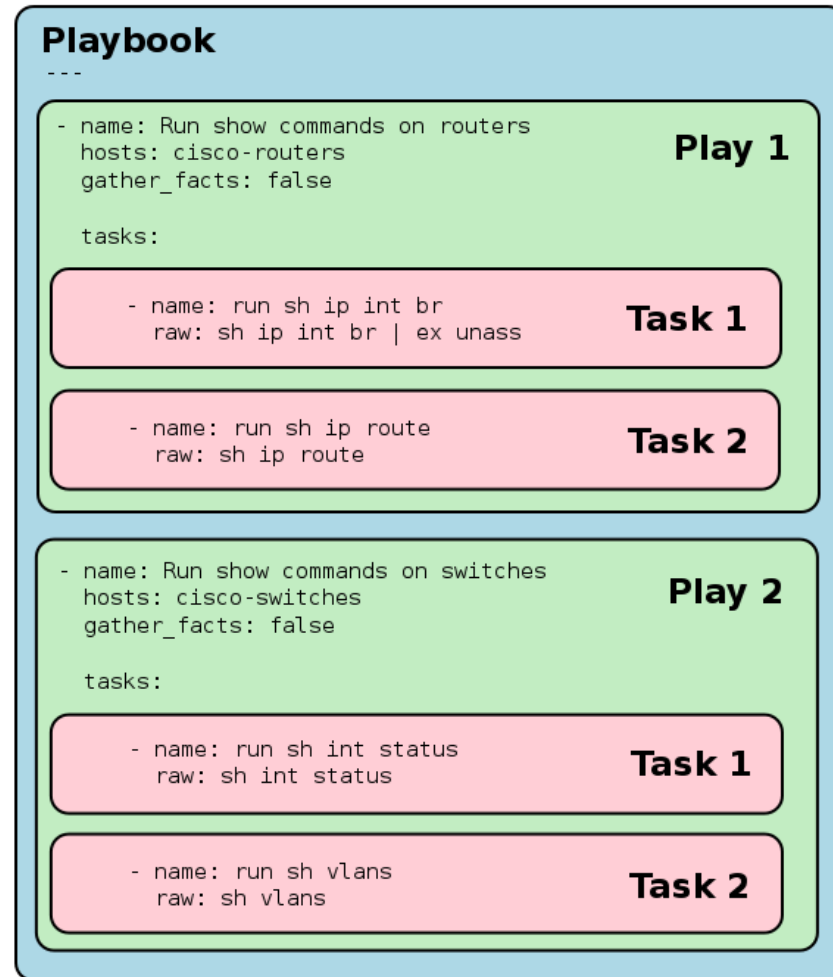 Playbook
---
- name: Run show commands on routers
hosts: cisco-routers
Play 1
gather_facts: false
tasks:
- name: run sh ip int br
Task 1
raw: sh ip int br | ex unass
- name: run sh ip route
Task 2
raw: sh ip route
- name: Run show commands on switches
hosts: cisco-switches
Play 2
gather_facts: false
tasks:
- name: run sh int status
Task 1
raw: sh int status
- name: run sh vlans
Task 2
raw: sh vlans